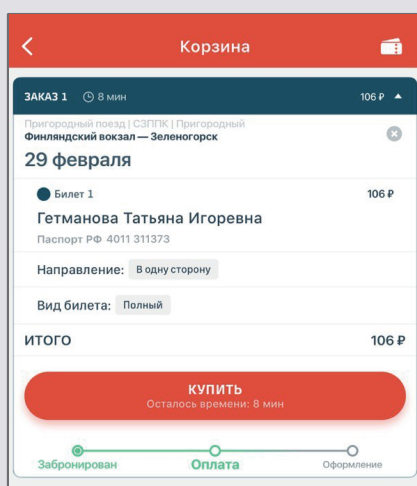 Корзина
ЗАКАЗ 1 8 мин 106 ₽
Пригородный поезд | СЗППК | Пригородный
Финляндский вокзал — Зеленогорск
29 февраля
Билет 1 106 ₽
Гетманова Татьяна Игоревна
Паспорт РФ 4011 311373
Направление: В одну сторону
Вид билета: Полный
ИТОГО 106 ₽
КУПИТЬ
Осталось времени: 8 мин
Забронирован Оплата Оформление